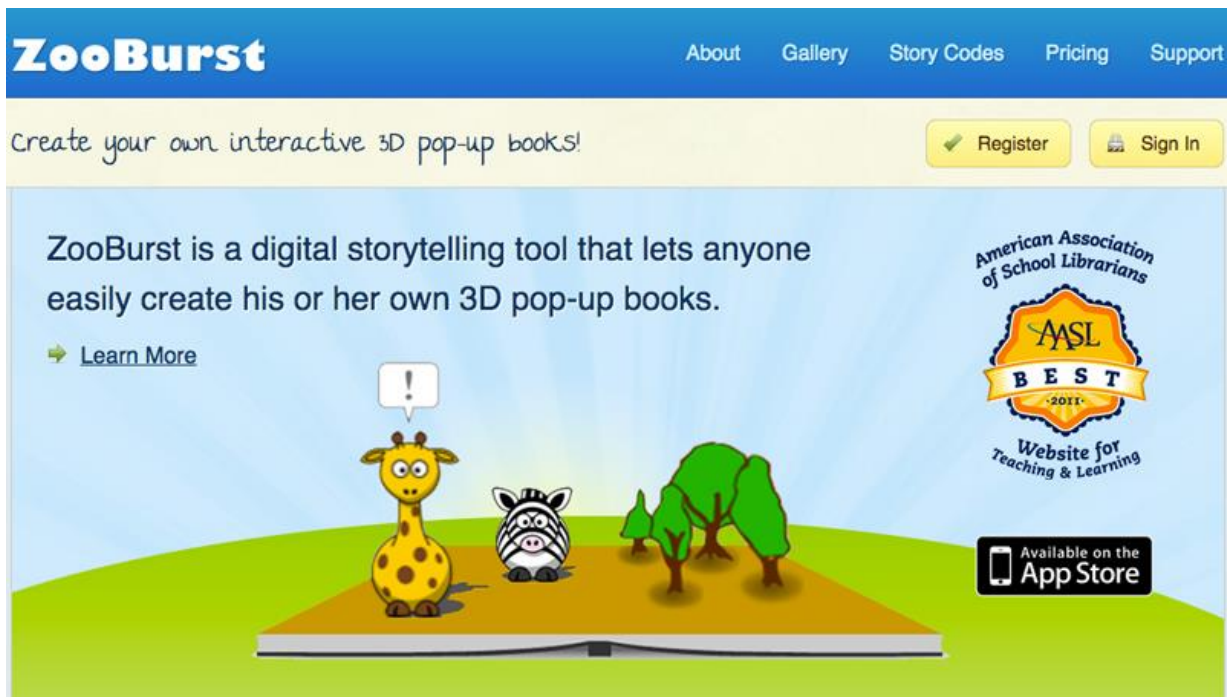 ZooBurst
About Gallery Story Codes Pricing Support
Create your own interactive 3D pop-up books!
Register Sign In
ZooBurst is a digital storytelling tool that lets anyone
easily create his or her own 3D pop-up books.
Learn More
!
American Association
of School Librarians
AASL
BEST
·2011·
Website for
Teaching & Learning
Available on the
App Store